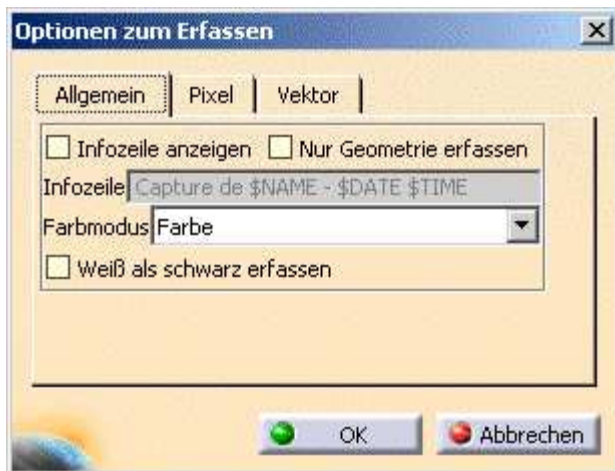 Optionen zum Erfassen
Allgemein Pixel Vektor
Infozeile anzeigen Nur Geometrie erfassen
Infozeile Capture de $NAME - $DATE $TIME
Farbmodus Farbe
Weiß als schwarz erfassen
OK Abbrechen